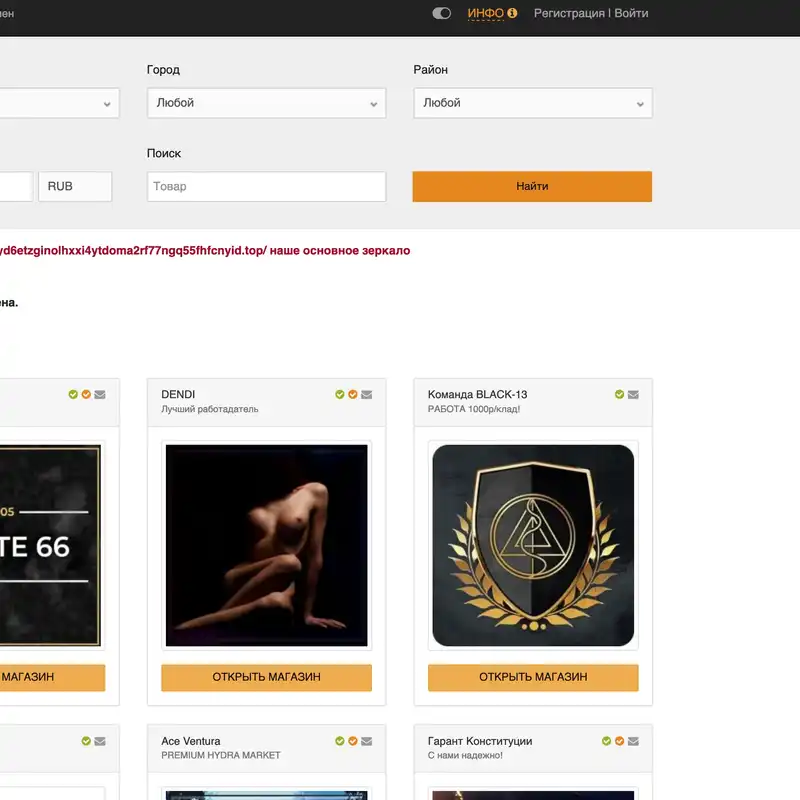 ен
ИНФО Регистрация | Войти
Город Район
Любой Любой
Поиск
RUB Товар Найти
yd6etzginolhxxi4ytdoma2rf77ngq55fhfcnyid.top/ наше основное зеркало
ена.
DENDI Команда BLACK-13
Лучший работадатель РАБОТА 1000р/клад!
05
TE 66
МАГАЗИН ОТКРЫТЬ МАГАЗИН ОТКРЫТЬ МАГАЗИН
Ace Ventura Гарант Конституции
PREMIUM HYDRA MARKET С нами надежно!